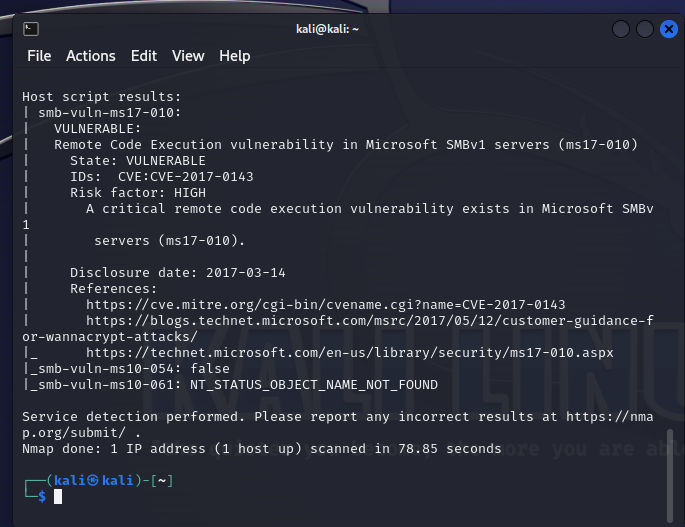 kali@kali: ~
File Actions Edit View Help
Host script results:
| smb-vuln-ms17-010:
|   VULNERABLE:
|   Remote Code Execution vulnerability in Microsoft SMBv1 servers (ms17-010)
|     State: VULNERABLE
|     IDs:  CVE:CVE-2017-0143
|     Risk factor: HIGH
|       A critical remote code execution vulnerability exists in Microsoft SMBv
1
|        servers (ms17-010).
|
|     Disclosure date: 2017-03-14
|     References:
|       https://cve.mitre.org/cgi-bin/cvename.cgi?name=CVE-2017-0143
|       https://blogs.technet.microsoft.com/msrc/2017/05/12/customer-guidance-f
or-wannacrypt-attacks/
|_      https://technet.microsoft.com/en-us/library/security/ms17-010.aspx
|_smb-vuln-ms10-054: false
|_smb-vuln-ms10-061: NT_STATUS_OBJECT_NAME_NOT_FOUND
Service detection performed. Please report any incorrect results at https://nma
p.org/submit/ .
Nmap done: 1 IP address (1 host up) scanned in 78.85 seconds
┌──(kali㉿kali)-[~]
└─$
KALI LINU